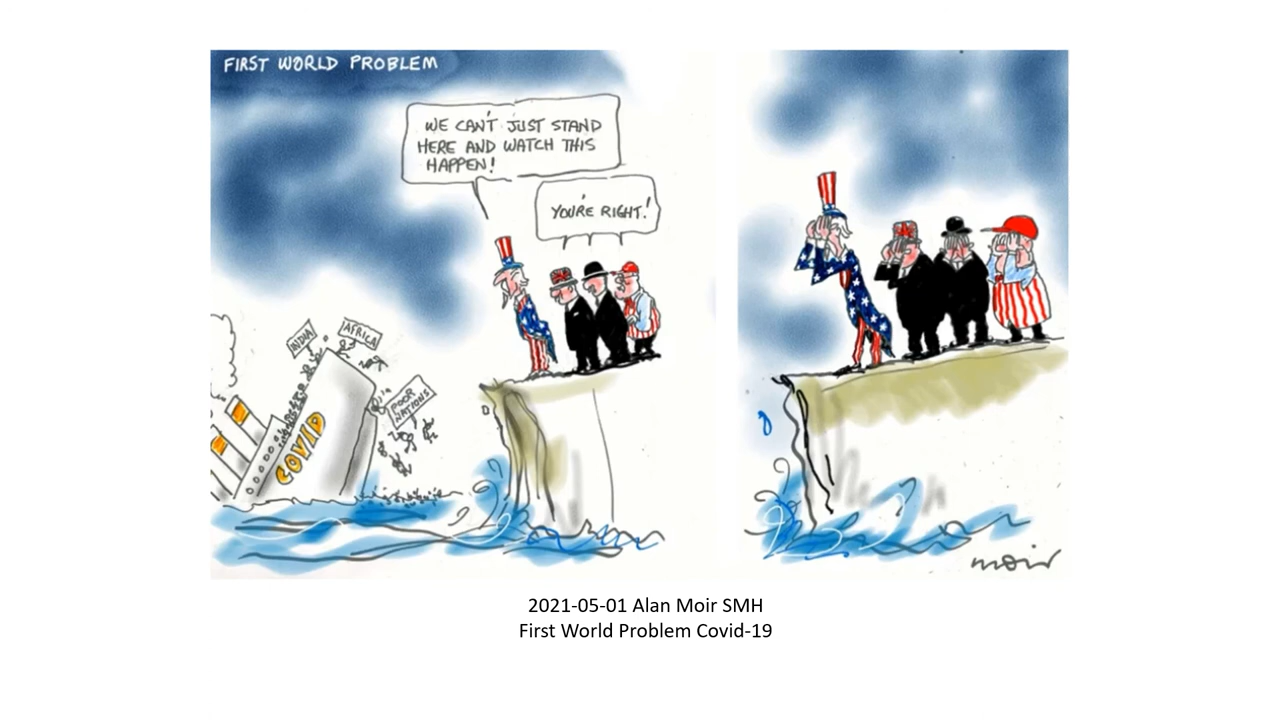 FIRST WORLD PROBLEM
WE CAN'T JUST STAND
HERE AND WATCH THIS
HAPPEN!
YOU'RE RIGHT!
INDIA
AFRICA
POOR
NATIONS
COVID
moir
2021-05-01 Alan Moir SMH
First World Problem Covid-19